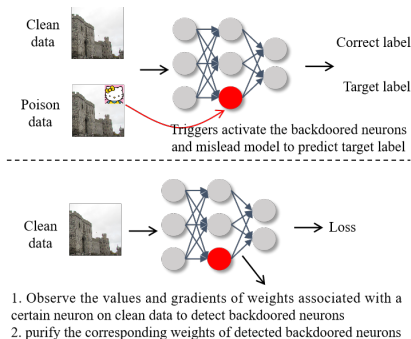 Clean
data
Correct label
Target label
Poison
data
Triggers activate the backdoored neurons
and mislead model to predict target label
Clean
data
Loss
1. Observe the values and gradients of weights associated with a
certain neuron on clean data to detect backdoored neurons
2. purify the corresponding weights of detected backdoored neurons